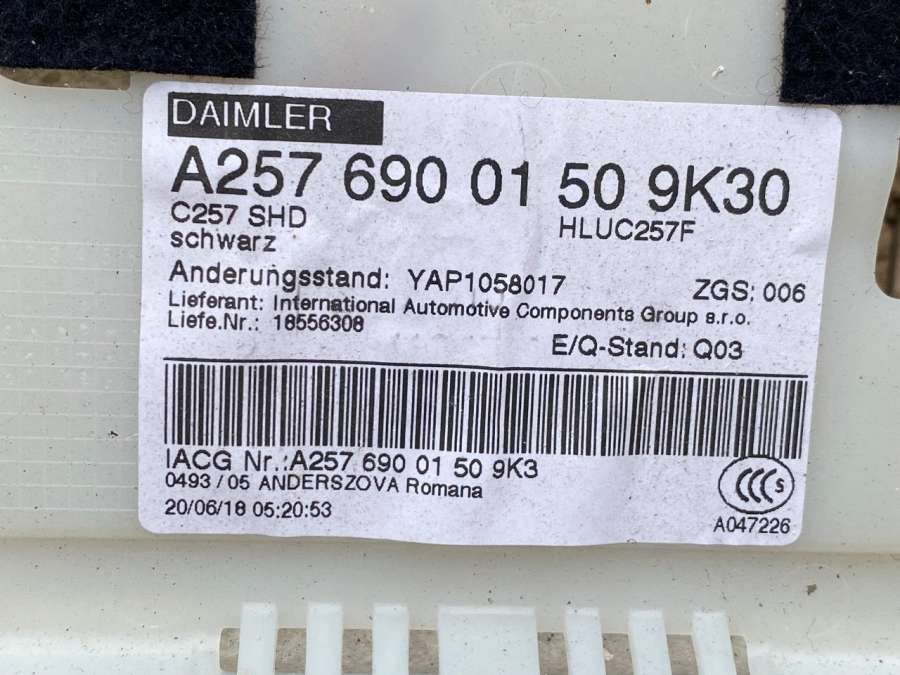 DAIMLER
A257 690 01 50 9K30
C257 SHD HLUC257F
schwarz
Anderungsstand: YAP1058017 ZGS: 006
Lieferant: International Automotive Components Group s.r.o.
Liefe.Nr.: 18556308
E/Q-Stand: Q03
IACG Nr.:A257 690 01 50 9K3
0493 / 05 ANDERSZOVA Romana
20/06/18 05:20:53
CCC S
A047226